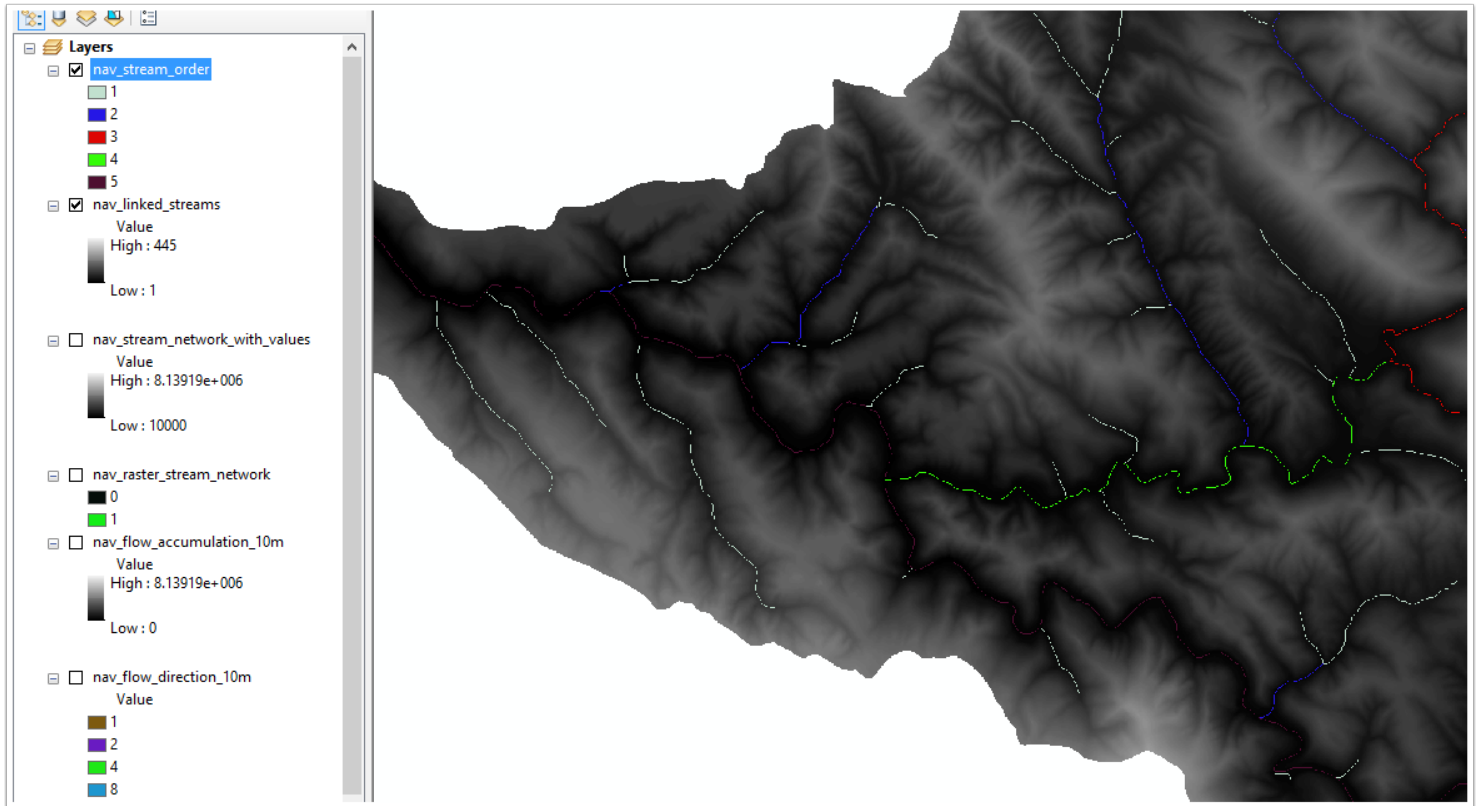 Layers
nav_stream_order
1
2
3
4
5
nav_linked_streams
Value
High : 445
Low : 1
nav_stream_network_with_values
Value
High : 8.13919e+006
Low : 10000
nav_raster_stream_network
0
1
nav_flow_accumulation_10m
Value
High : 8.13919e+006
Low : 0
nav_flow_direction_10m
Value
1
2
4
8